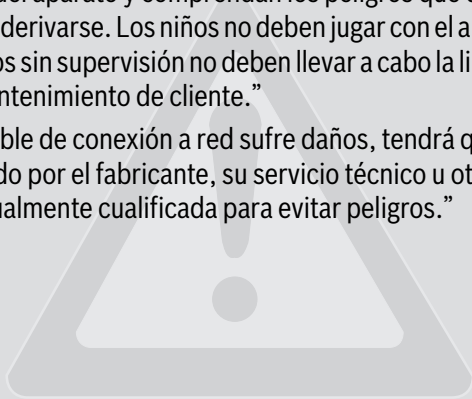 del aparato y comprendan los peligros que
derivarse. Los niños no deben jugar con el a
os sin supervisión no deben llevar a cabo la li
ntenimiento de cliente.”
ble de conexión a red sufre daños, tendrá q
do por el fabricante, su servicio técnico u ot
ualmente cualificada para evitar peligros.”